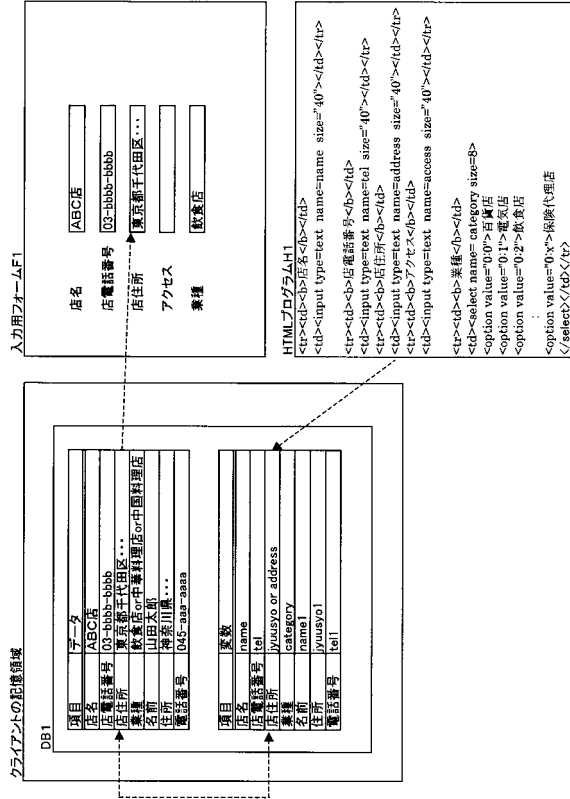 クライアントの記憶領域
DB1
項目 データ
店名 ABC店
店電話番号 03-bbbb-bbbb
店住所 東京都千代田区・・・
業種 飲食店or中華料理店or中国料理店
名前 山田太郎
住所 神奈川県・・・
電話番号 045-aaa-aaaa
項目 変数
店名 name
店電話番号 tel
店住所 jyuusyo or address
業種 category
名前 name1
住所 jyuusyo1
電話番号 tel1
入力用フォームF1
店名 ABC店
店電話番号 03-bbbb-bbbb
店住所 東京都千代田区・・・
アクセス
業種 飲食店
HTMLプログラムH1
<tr><td><b>店名</b></td>
<td><input type=text name=name size="40"></td></tr>
<tr><td><b>店電話番号</b></td>
<td><input type=text name=tel size="40"></td></tr>
<tr><td><b>店住所</b></td>
<td><input type=text name=address size="40"></td></tr>
<tr><td><b>アクセス</b></td>
<td><input type=text name=access size="40"></td></tr>
<tr><td><b>業種</b></td>
<td><select name= category size=8>
<option value="0:0">百貨店
<option value="0:1">電気店
<option value="0:2">飲食店
:
<option value="0:x">保険代理店
</select></td></tr>